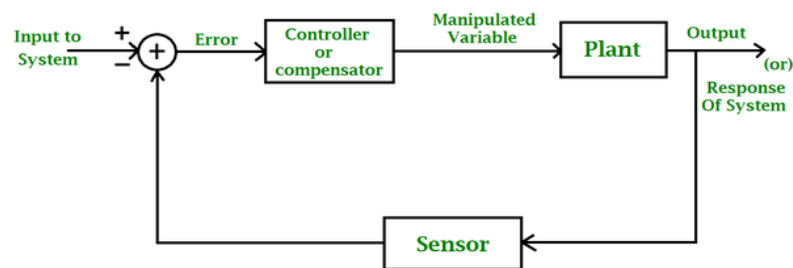 Input to
System
+
−
+
Error
Controller
or
compensator
Manipulated
Variable
Plant
Output
(or)
Response
Of System
Sensor